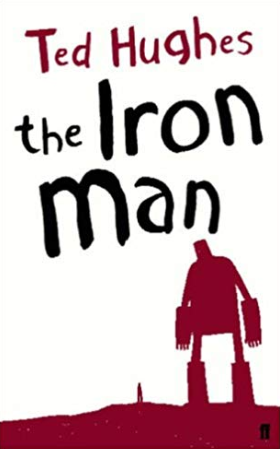 Ted Hughes
the Iron
man
ff